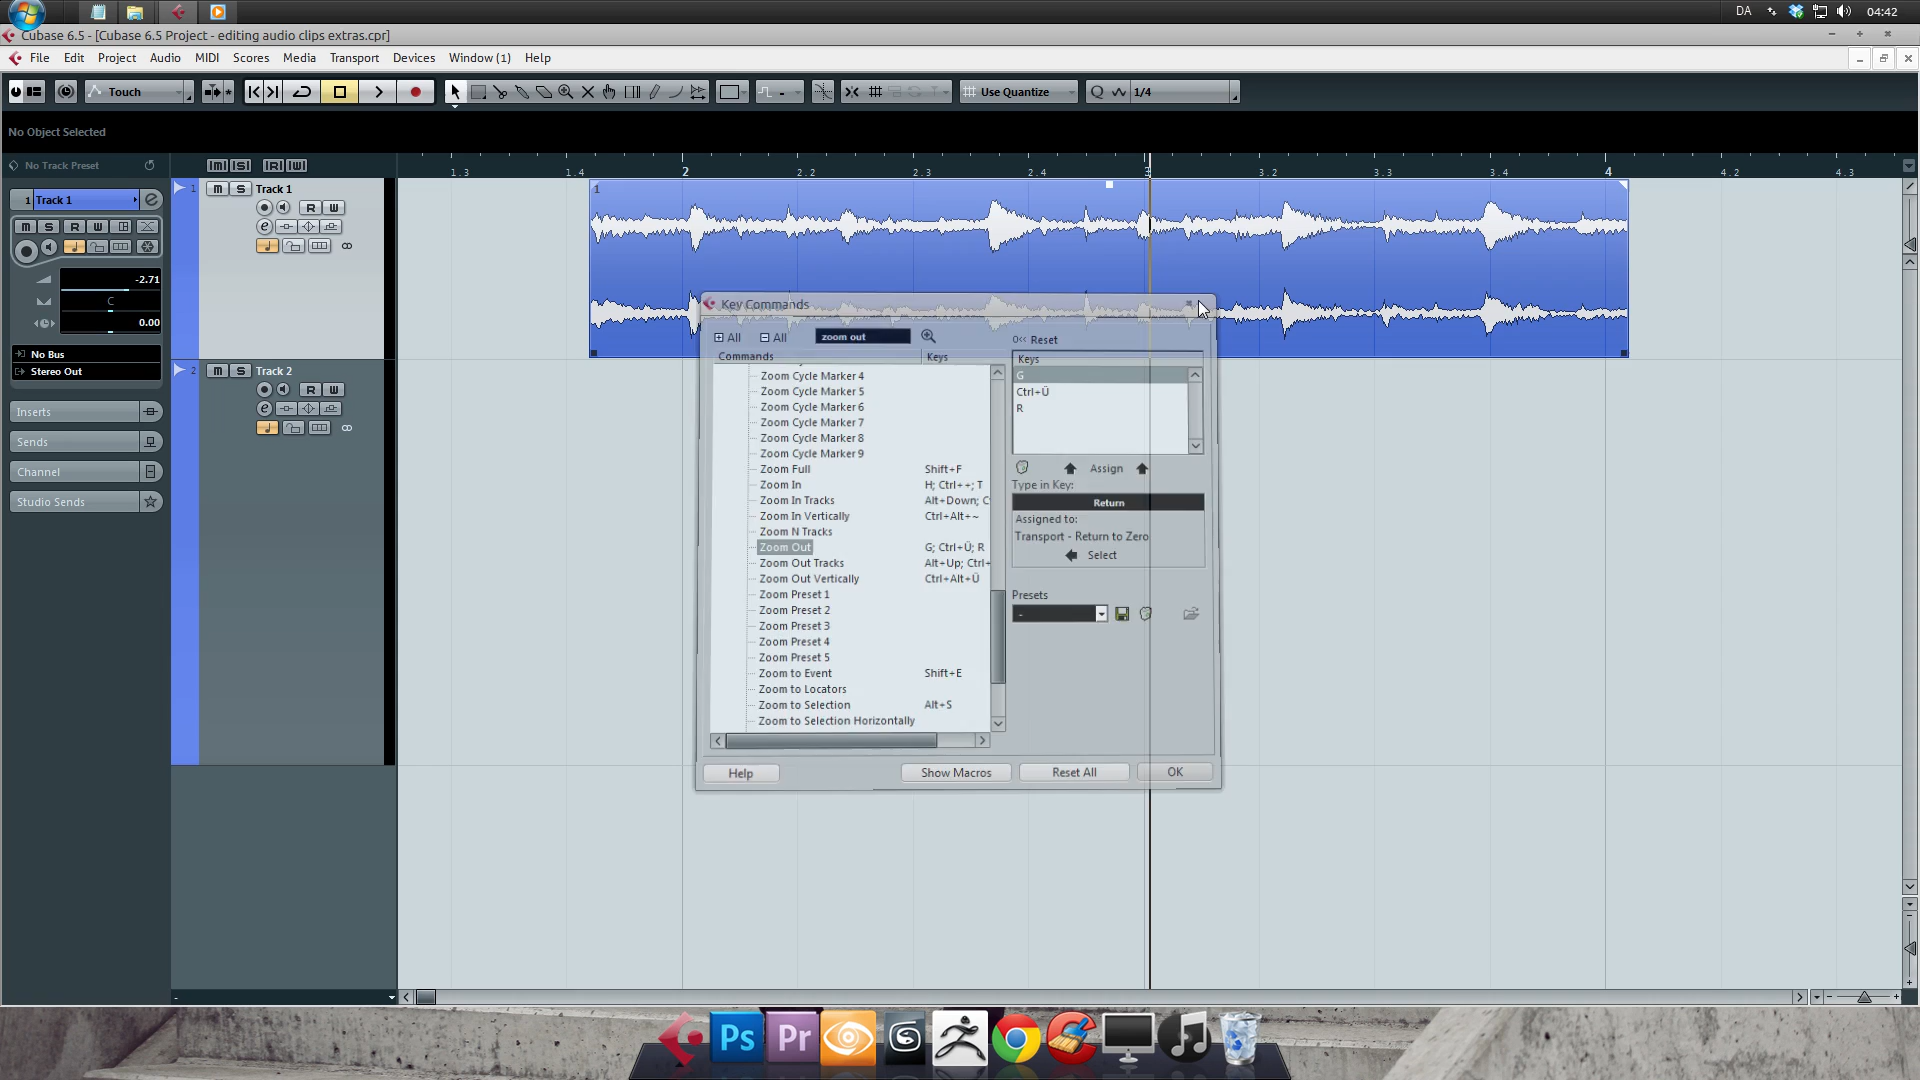 DA
04:42
Cubase 6.5 - [Cubase 6.5 Project - editing audio clips extras.cpr]
File Edit Project Audio MIDI Scores Media Transport Devices Window (1) Help
Touch
Use Quantize
Q
1/4
No Object Selected
No Track Preset
M S R W
1.3 1.4 2 2.2 2.3 2.4 3 3.2 3.3 3.4 4 4.2 4.3
1 Track 1
M S R W
-2.71
C
0.00
No Bus
Stereo Out
Inserts
Sends
Channel
Studio Sends
1 m S Track 1
R W
e
2 m S Track 2
R W
e
1
Key Commands
All All zoom out
Commands Keys
Zoom Cycle Marker 4
Zoom Cycle Marker 5
Zoom Cycle Marker 6
Zoom Cycle Marker 7
Zoom Cycle Marker 8
Zoom Cycle Marker 9
Zoom Full Shift+F
Zoom In H; Ctrl++; T
Zoom In Tracks Alt+Down; C
Zoom In Vertically Ctrl+Alt+~
Zoom N Tracks
Zoom Out G; Ctrl+Ü; R
Zoom Out Tracks Alt+Up; Ctrl+
Zoom Out Vertically Ctrl+Alt+Ü
Zoom Preset 1
Zoom Preset 2
Zoom Preset 3
Zoom Preset 4
Zoom Preset 5
Zoom to Event Shift+E
Zoom to Locators
Zoom to Selection Alt+S
Zoom to Selection Horizontally
Reset
Keys
G
Ctrl+Ü
R
Assign
Type in Key:
Return
Assigned to:
Transport - Return to Zero
Select
Presets
-
Help
Show Macros
Reset All
OK
Ps
Pr